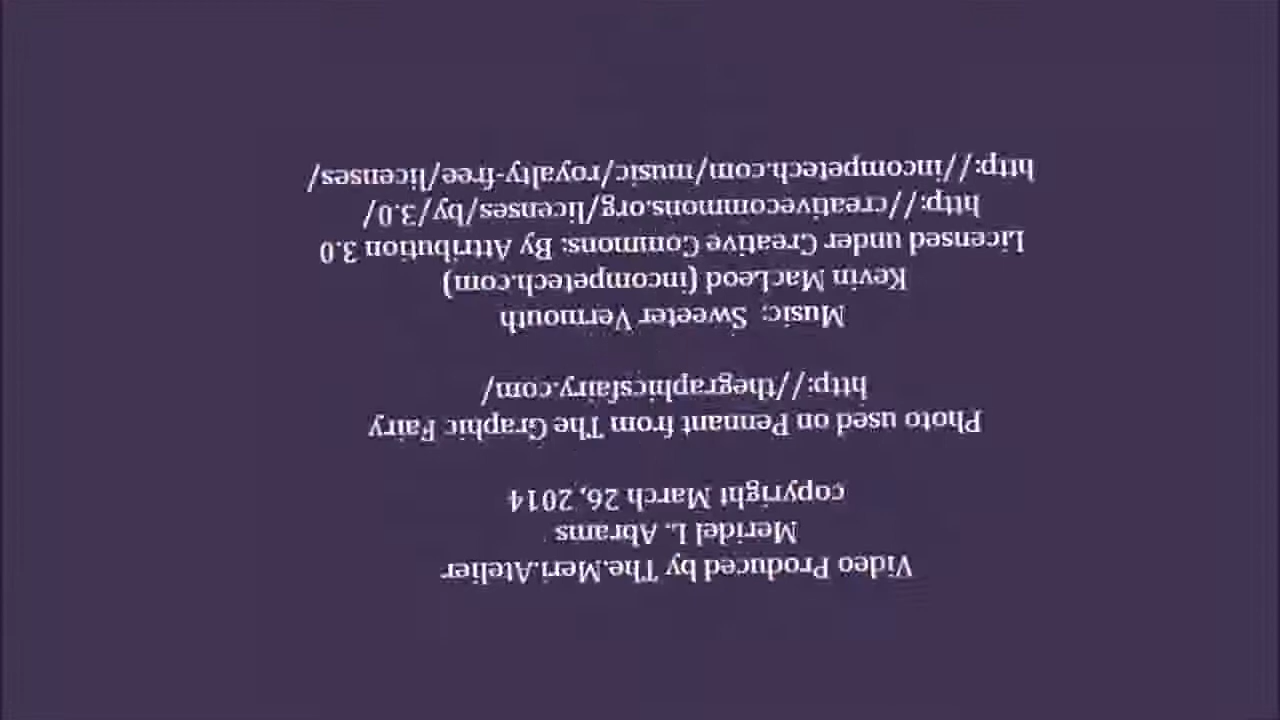 Video Produced by The.Meri.Atelier
Meridel L. Abrams
copyright March 26, 2014
Photo used on Pennant from The Graphic Fairy
http://thegraphicsfairy.com/
Music:  Sweeter Vermouth
Kevin MacLeod (incompetech.com)
Licensed under Creative Commons: By Attribution 3.0
http://creativecommons.org/licenses/by/3.0/
http://incompetech.com/music/royalty-free/licenses/